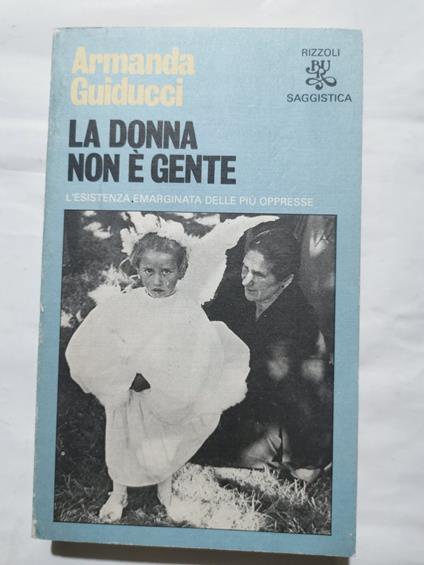 Armanda
Guiducci
RIZZOLI
BUR
SAGGISTICA
LA DONNA
NON È GENTE
L'ESISTENZA EMARGINATA DELLE PIÙ OPPRESSE